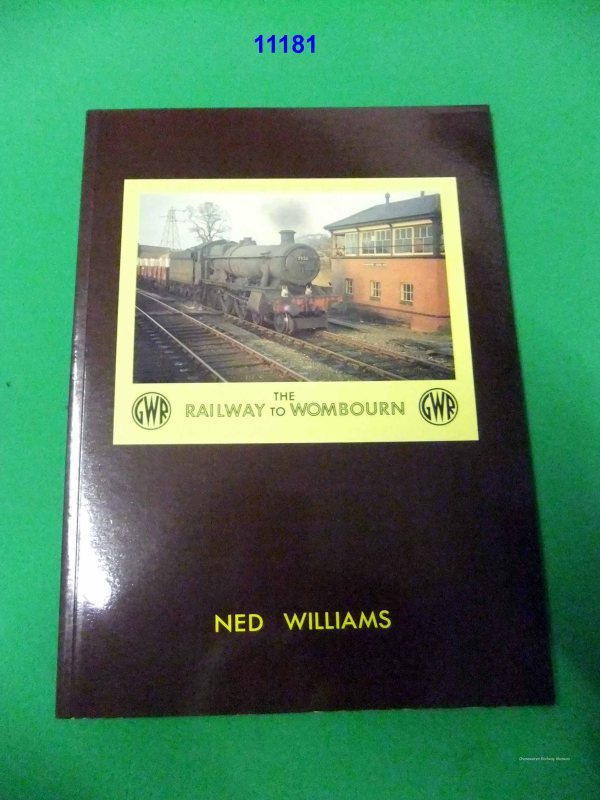 11181
THE
GWR RAILWAY TO WOMBOURN GWR
NED WILLIAMS